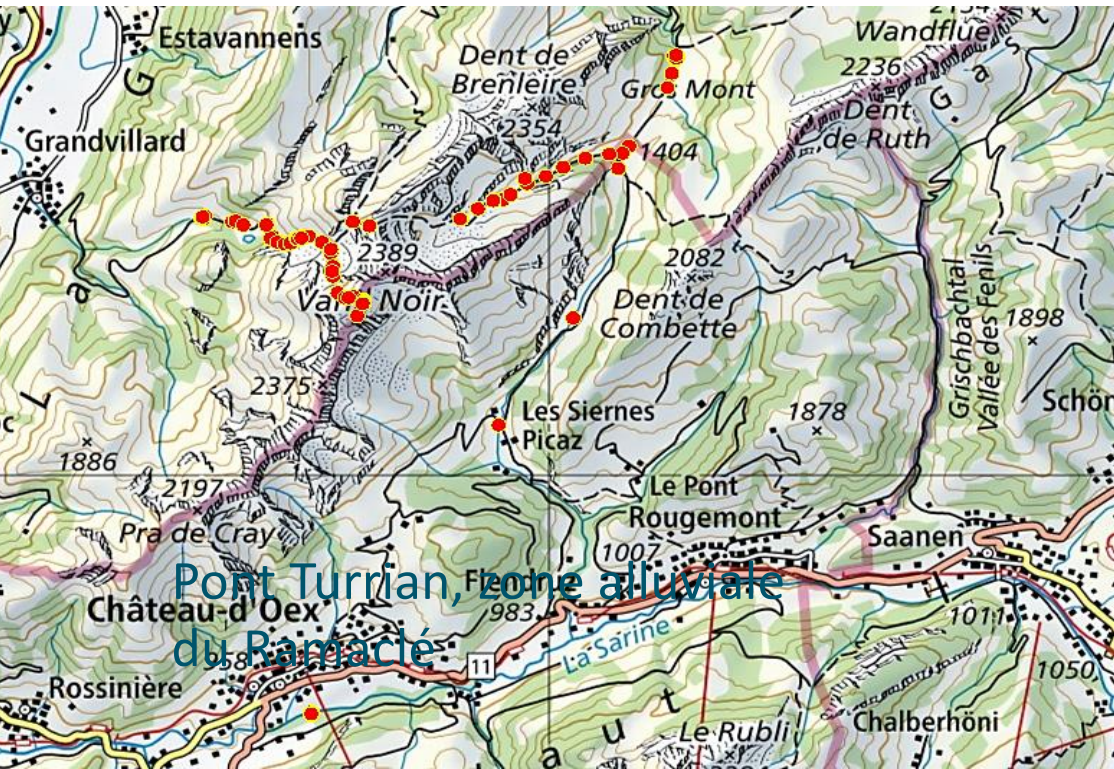 Estavannens
G
Wandflue
Dent de
Brenleire
2236
Gros Mont
G
a
s
t
Dent
de Ruth
2354
Grandvillard
1404
2389
2082
a
Vanil Noir
Dent de
Combette
Grischbachtal
Vallée des Fenils
1898
2375
L
Les Siernes
Picaz
1878
Schön
1886
2197
Le Pont
Rougemont
Pra de Cray
Saanen
1007
Pont Turrian, zone alluviale
du Ramaclé
Flendruz
Château-d'Oex
983
1011
La Sarine
58
11
1050
Rossinière
a
u
t
Le Rubli
Chalberhöni